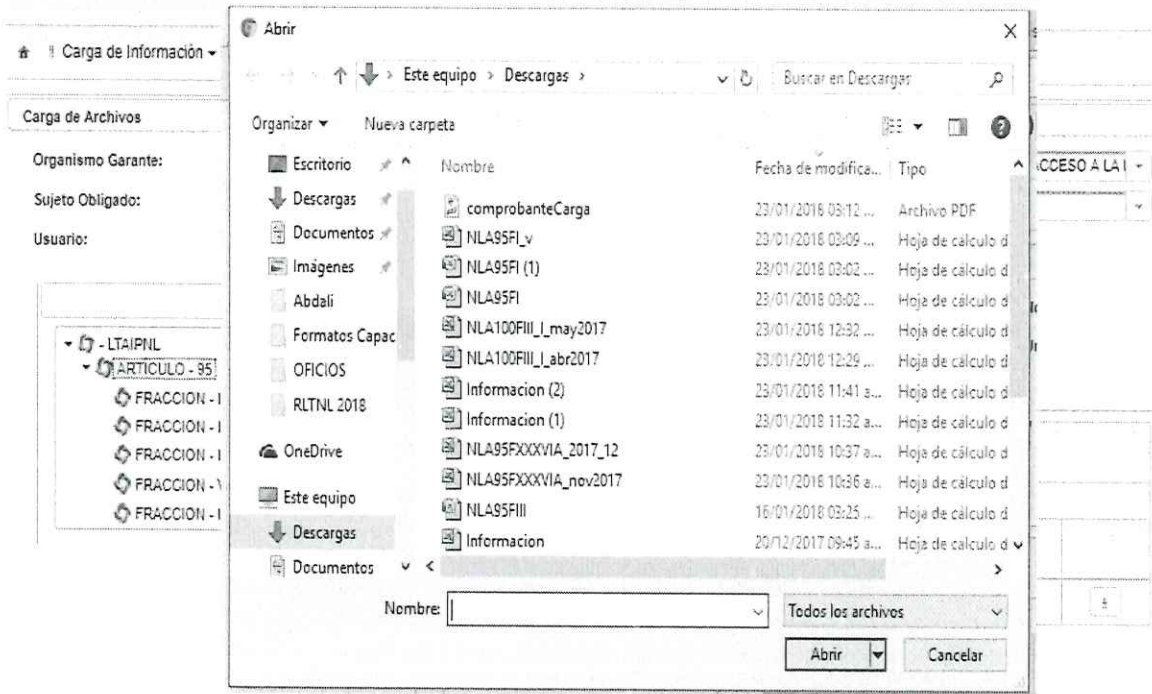 Abrir
Carga de Información
Este equipo > Descargas >
Buscar en Descargas
Carga de Archivos
Organizar
Nueva carpeta
Organismo Garante:
Sujeto Obligado:
Usuario:
- LTAIPNL
ARTICULO - 95
FRACCION - I
FRACCION - I
FRACCION - I
FRACCION - V
FRACCION - I
Escritorio
Descargas
Documentos
Imágenes
Abdali
Formatos Capac
OFICIOS
RLTNL 2018
OneDrive
Este equipo
Descargas
Documentos
Nombre Fecha de modifica... Tipo
comprobanteCarga 23/01/2018 03:12 ... Archivo PDF
NLA95FI_v 23/01/2018 03:09 ... Hoja de cálculo d
NLA95FI (1) 23/01/2018 03:02 ... Hoja de cálculo d
NLA95FI 23/01/2018 03:02 ... Hoja de cálculo d
NLA100FIII_I_may2017 23/01/2018 12:32 ... Hoja de cálculo d
NLA100FIII_I_abr2017 23/01/2018 12:29 ... Hoja de cálculo d
Informacion (2) 23/01/2018 11:41 a... Hoja de cálculo d
Informacion (1) 23/01/2018 11:32 a... Hoja de cálculo d
NLA95FXXXVIA_2017_12 23/01/2018 10:37 a... Hoja de cálculo d
NLA95FXXXVIA_nov2017 23/01/2018 10:36 a... Hoja de cálculo d
NLA95FIII 16/01/2018 03:25 ... Hoja de cálculo d
Informacion 20/12/2017 09:45 a... Hoja de cálculo d
CCESO A LA I
Nombre:
Todos los archivos
Abrir
Cancelar